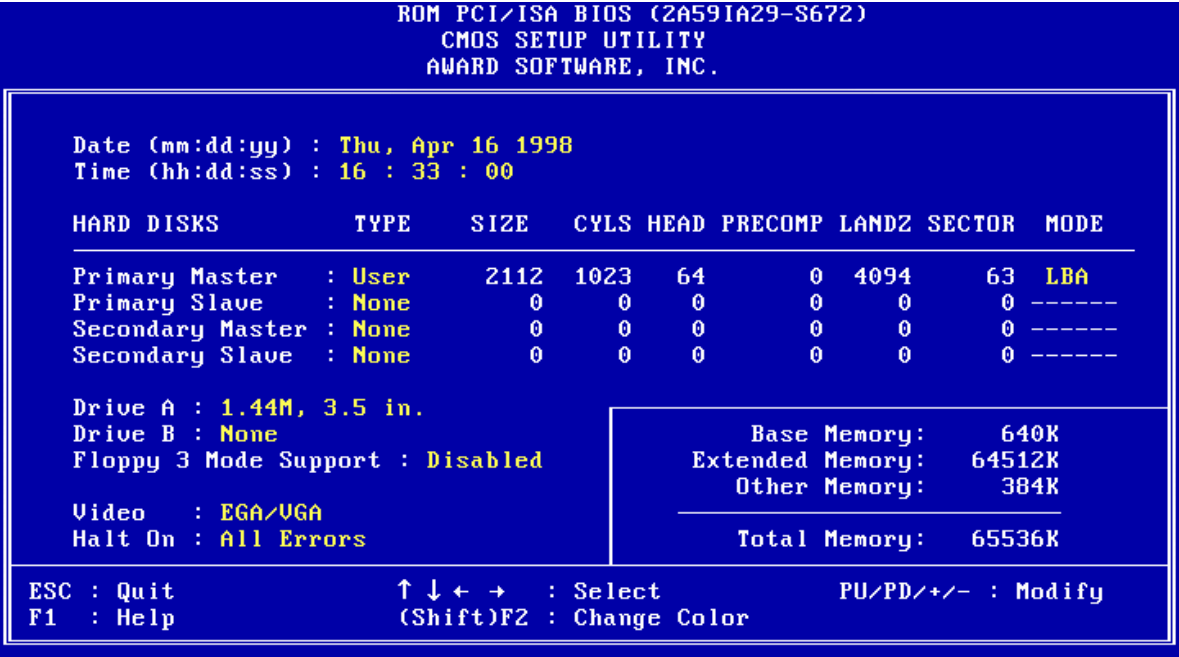 ROM PCI/ISA BIOS (2A59IA29-S672)
CMOS SETUP UTILITY
AWARD SOFTWARE, INC.
Date (mm:dd:yy) : Thu, Apr 16 1998
Time (hh:dd:ss) : 16 : 33 : 00
HARD DISKS TYPE SIZE CYLS HEAD PRECOMP LANDZ SECTOR MODE
Primary Master : User 2112 1023 64 0 4094 63 LBA
Primary Slave : None 0 0 0 0 0 0 ------
Secondary Master : None 0 0 0 0 0 0 ------
Secondary Slave : None 0 0 0 0 0 0 ------
Drive A : 1.44M, 3.5 in.
Drive B : None
Floppy 3 Mode Support : Disabled
Video : EGA/VGA
Halt On : All Errors
Base Memory: 640K
Extended Memory: 64512K
Other Memory: 384K
Total Memory: 65536K
ESC : Quit ↑ ↓ ← → : Select PU/PD/+/- : Modify
F1 : Help (Shift)F2 : Change Color